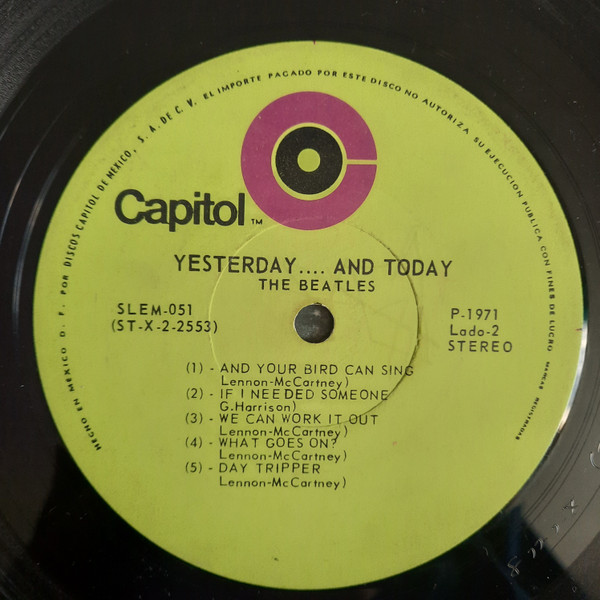 HECHO EN MEXICO D. F. POR DISCOS CAPITOL DE MEXICO, S. A. DE C. V. EL IMPORTE PAGADO POR ESTE DISCO NO AUTORIZA SU EJECUCION PUBLICA CON FINES DE LUCRO MARCAS REGISTRADAS
Capitol™
YESTERDAY.... AND TODAY
THE BEATLES
SLEM-051
(ST-X-2-2553)
P-1971
Lado-2
STEREO
(1) - AND YOUR BIRD CAN SING
Lennon-McCartney)
(2) - IF I NEEDED SOMEONE
G.Harrison)
(3) - WE CAN WORK IT OUT
Lennon-McCartney)
(4) - WHAT GOES ON?
Lennon-McCartney)
(5) - DAY TRIPPER
Lennon-McCartney)